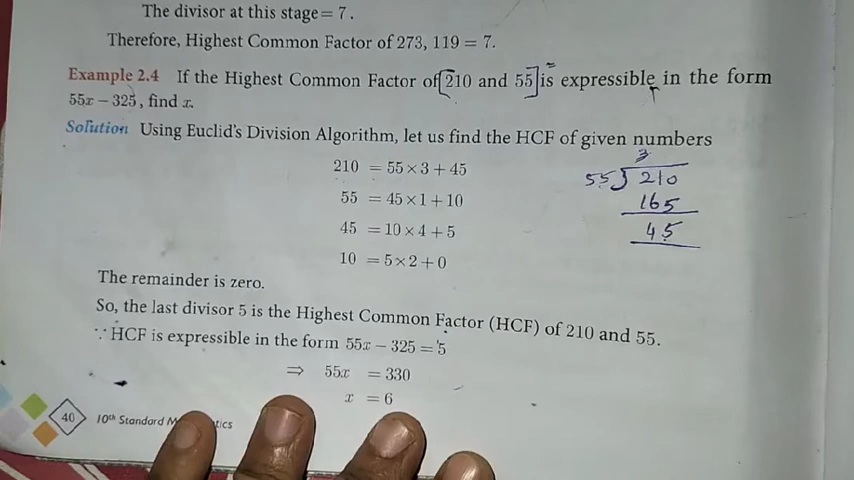 The divisor at this stage = 7.
Therefore, Highest Common Factor of 273, 119 = 7.
Example 2.4 If the Highest Common Factor of [210 and 55] is expressible in the form
55x − 325, find x.
Solution Using Euclid's Division Algorithm, let us find the HCF of given numbers
210 = 55 × 3 + 45
55 = 45 × 1 + 10
45 = 10 × 4 + 5
10 = 5 × 2 + 0
3
55) 210
165
45
The remainder is zero.
So, the last divisor 5 is the Highest Common Factor (HCF) of 210 and 55.
∵ HCF is expressible in the form 55x − 325 = 5
⇒ 55x = 330
x = 6
40 10th Standard M tics